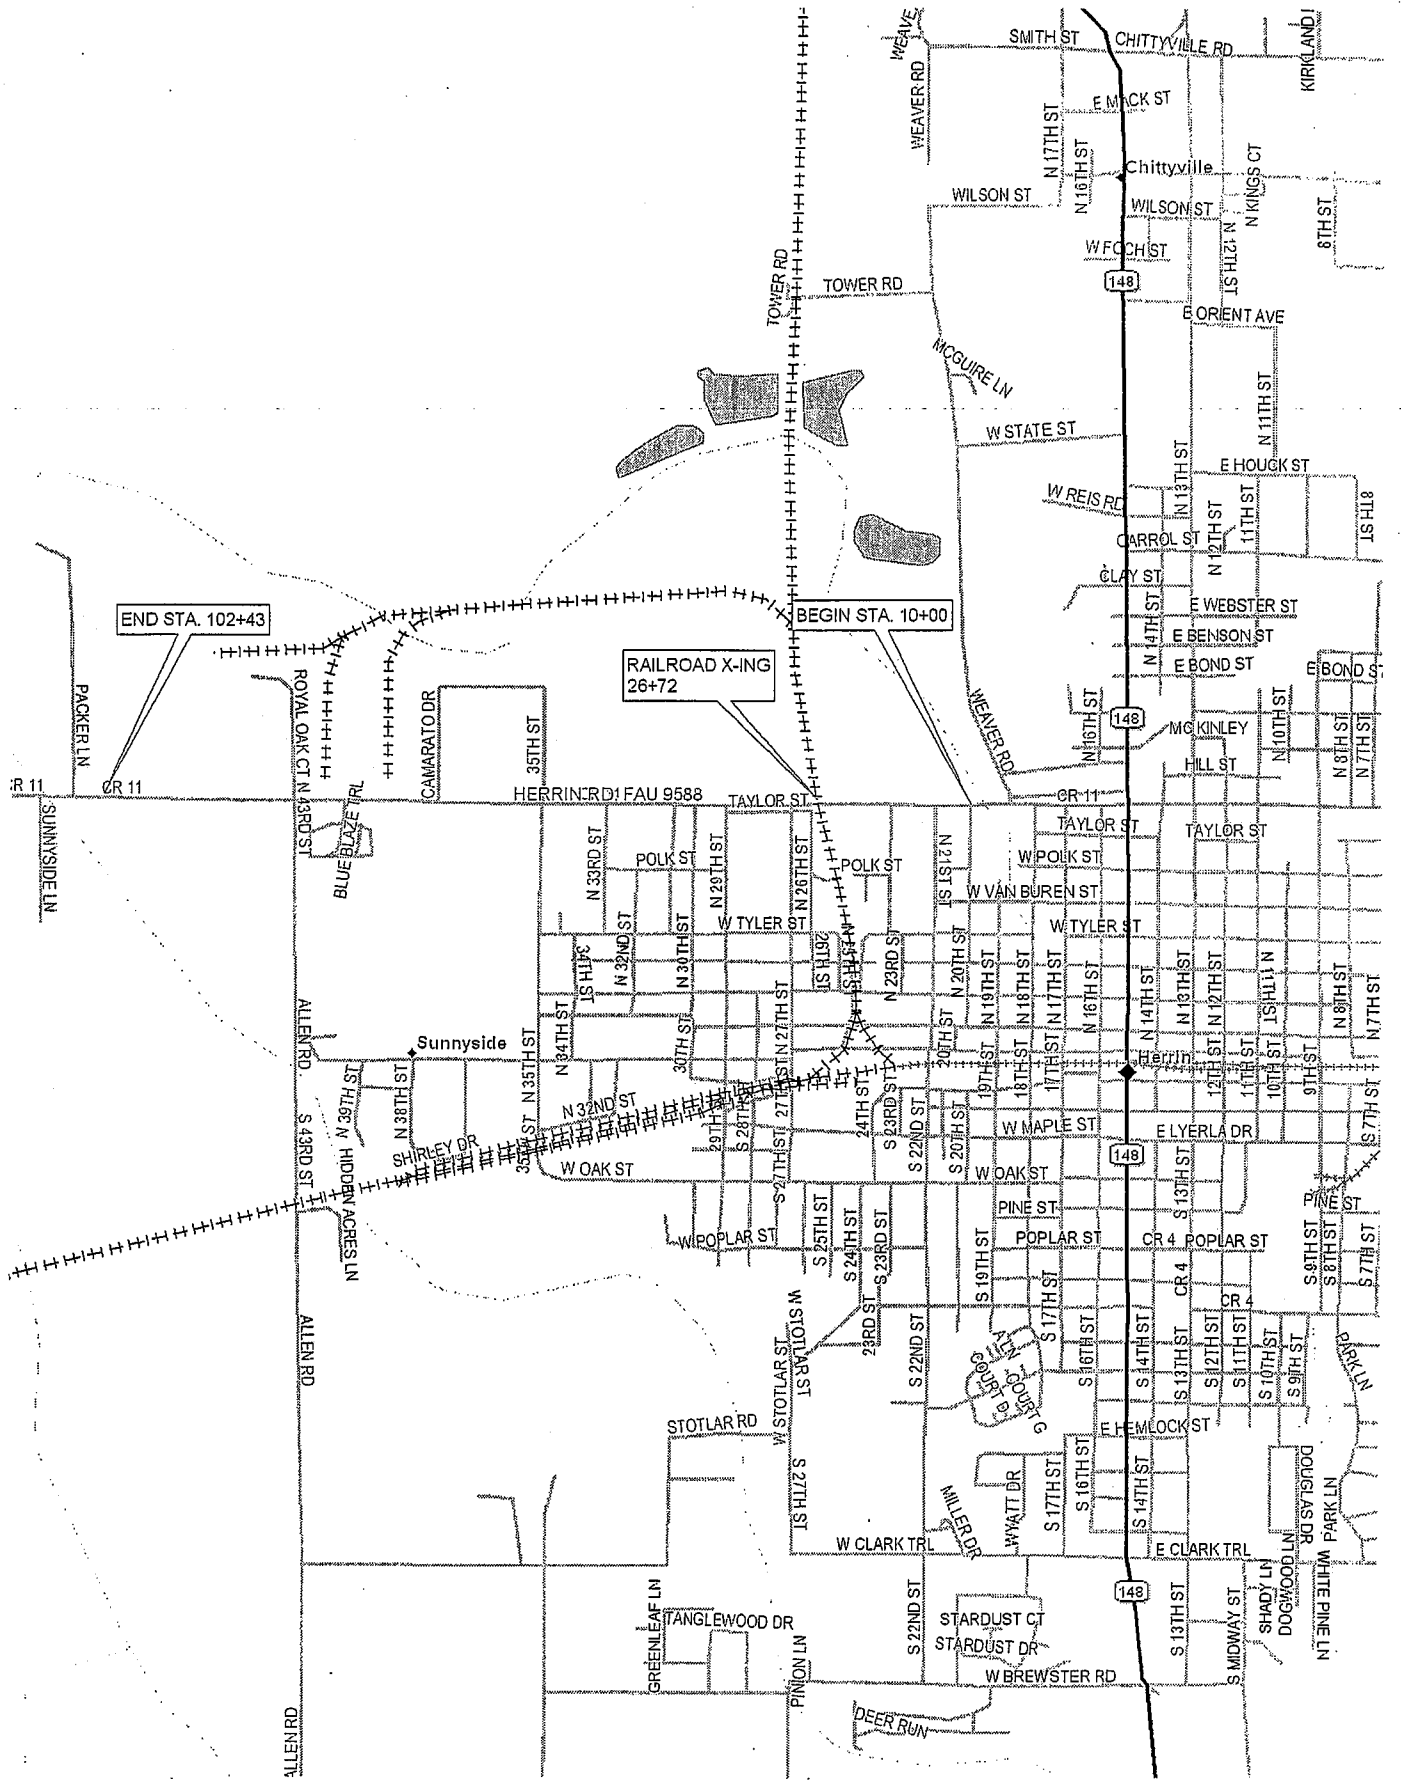 WEAVE
SMITH ST
CHITTYVILLE RD
KIRKLAND
WEAVER RD
E MACK ST
N 17TH ST
N 16TH ST
Chittyville
N KINGS CT
WILSON ST
WILSON ST
8TH ST
W FOCH ST
N 12TH ST
TOWER RD
TOWER RD
148
E ORIENT AVE
MCGUIRE LN
N 11TH ST
W STATE ST
E HOUCK ST
N 13TH ST
W REIS RD
11TH ST
8TH ST
N 12TH ST
CARROL ST
CLAY ST
END STA. 102+43
BEGIN STA. 10+00
E WEBSTER ST
N 14TH ST
E BENSON ST
RAILROAD X-ING
26+72
E BOND ST
E BOND ST
PACKER LN
ROYAL OAK CT
CAMARATO DR
35TH ST
WEAVER RD
N 16TH ST
148
MC KINLEY
N 10TH ST
N 8TH ST
N 7TH ST
HILL ST
CR 11
CR 11
N 43RD ST
HERRIN RD! FAU 9588
TAYLOR ST
CR 11
SUNNYSIDE LN
BLUE BLAZE TRL
N 33RD ST
POLK ST
N 29TH ST
N 26TH ST
POLK ST
N 21ST ST
TAYLOR ST
TAYLOR ST
W POLK ST
W VAN BUREN ST
W TYLER ST
W TYLER ST
34TH ST
N 32ND ST
N 30TH ST
26TH ST
N 23RD ST
N 20TH ST
N 19TH ST
N 18TH ST
N 17TH ST
N 16TH ST
N 14TH ST
N 13TH ST
N 12TH ST
N 11TH ST
N 8TH ST
N 7TH ST
ALLEN RD
Sunnyside
N 35TH ST
N 34TH ST
30TH ST
N 27TH ST
20TH ST
Herrin
N 39TH ST
N 38TH ST
N 32ND ST
29TH
S 28TH
27TH ST
24TH ST
S 23RD ST
S 22ND ST
S 20TH ST
19TH ST
18TH ST
17TH ST
12TH ST
11TH ST
10TH ST
9TH ST
S 7TH ST
S 43RD ST
SHIRLEY DR
W MAPLE ST
E LYERLA DR
148
HIDDEN ACRES LN
W OAK ST
S 27TH ST
W OAK ST
S 13TH ST
PINE ST
PINE ST
W POPLAR ST
S 25TH ST
S 24TH ST
S 23RD ST
S 19TH ST
POPLAR ST
CR 4 POPLAR ST
S 9TH ST
S 8TH ST
S 7TH ST
CR 4
CR 4
ALLEN RD
W STOTLAR ST
W STOTLAR ST
23RD ST
S 22ND ST
S 17TH ST
S 16TH ST
S 14TH ST
S 13TH ST
S 12TH ST
S 11TH ST
S 10TH ST
S 9TH ST
PARK LN
COURT D
COURT G
STOTLAR RD
E HEMLOCK ST
S 27TH ST
MILLER DR
WYATT DR
S 17TH ST
S 16TH ST
S 14TH ST
DOUGLAS DR
PARK LN
W CLARK TRL
E CLARK TRL
148
GREENLEAF LN
TANGLEWOOD DR
PINION LN
S 22ND ST
STARDUST CT
STARDUST DR
S 13TH ST
S MIDWAY ST
SHADY LN
DOGWOOD LN
WHITE PINE LN
W BREWSTER RD
ALLEN RD
DEER RUN